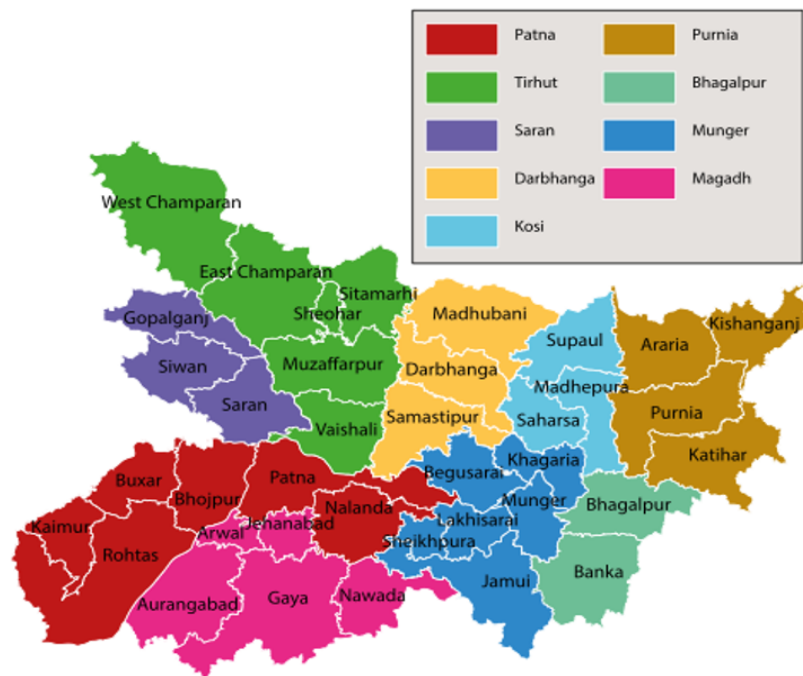 Patna
Purnia
Tirhut
Bhagalpur
Saran
Munger
Darbhanga
Magadh
Kosi
West Champaran
East Champaran
Sitamarhi
Sheohar
Gopalganj
Madhubani
Kishanganj
Supaul
Araria
Siwan
Muzaffarpur
Darbhanga
Madhepura
Saran
Samastipur
Saharsa
Purnia
Vaishali
Katihar
Buxar
Patna
Begusarai
Khagaria
Bhojpur
Nalanda
Munger
Bhagalpur
Kaimur
Arwal
Jehanabad
Lakhisarai
Rohtas
Sheikhpura
Banka
Jamui
Aurangabad
Gaya
Nawada